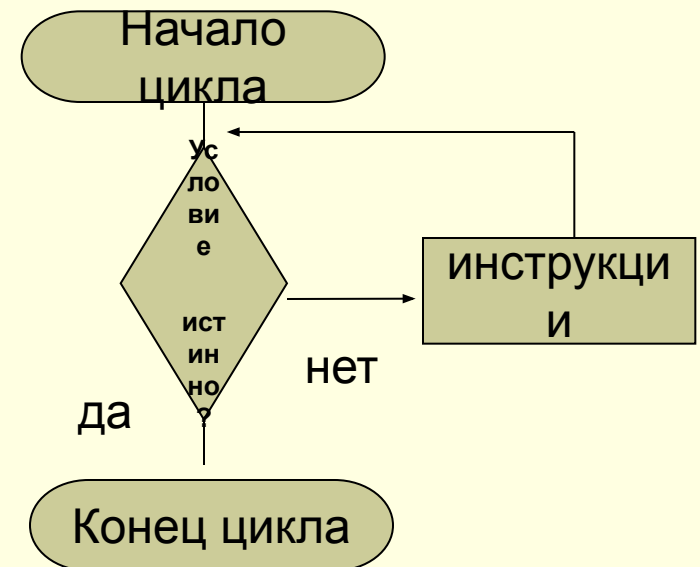 Начало
цикла
Ус
ло
ви
е
ист
ин
но
?
инструкци
и
нет
да
Конец цикла